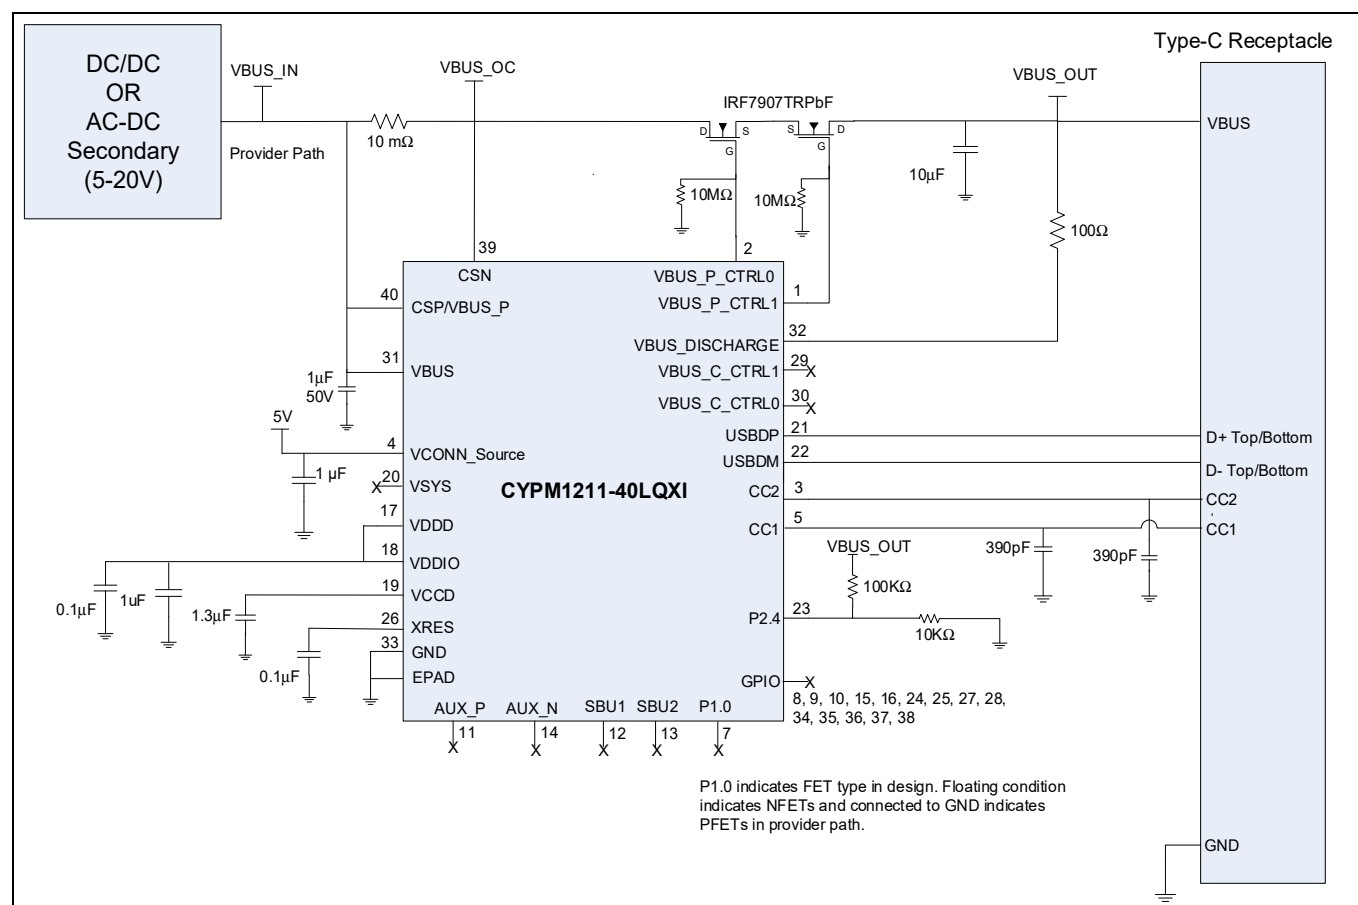 Type-C Receptacle
DC/DC
OR
AC-DC
Secondary
(5-20V)
VBUS_IN
VBUS_OC
VBUS_OUT
IRF7907TRPbF
D
S
S
D
G
G
10 mΩ
Provider Path
VBUS
10µF
10MΩ
10MΩ
100Ω
39
2
CSN
VBUS_P_CTRL0
40
CSP/VBUS_P
1
VBUS_P_CTRL1
32
VBUS_DISCHARGE
31
VBUS
29
VBUS_C_CTRL1
1µF
50V
30
VBUS_C_CTRL0
5V
21
USBDP
D+ Top/Bottom
4
VCONN_Source
22
USBDM
D- Top/Bottom
1 µF
20
VSYS
CYPM1211-40LQXI
3
CC2
CC2
17
VDDD
5
CC1
CC1
VBUS_OUT
390pF
390pF
18
VDDIO
100KΩ
0.1µF
1uF
19
VCCD
1.3µF
23
P2.4
10KΩ
26
XRES
33
GND
0.1µF
EPAD
GPIO
8, 9, 10, 15, 16, 24, 25, 27, 28,
34, 35, 36, 37, 38
AUX_P
AUX_N
SBU1
SBU2
P1.0
11
14
12
13
7
P1.0 indicates FET type in design. Floating condition
indicates NFETs and connected to GND indicates
PFETs in provider path.
GND